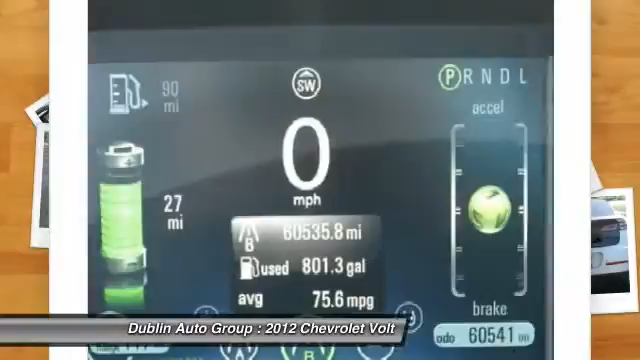 90
mi
SW
P R N D L
accel
0
mph
27
mi
B
60535.8 mi
used 801.3 gal
avg 75.6 mpg
brake
odo 60541 mi
Dublin Auto Group : 2012 Chevrolet Volt
A
B